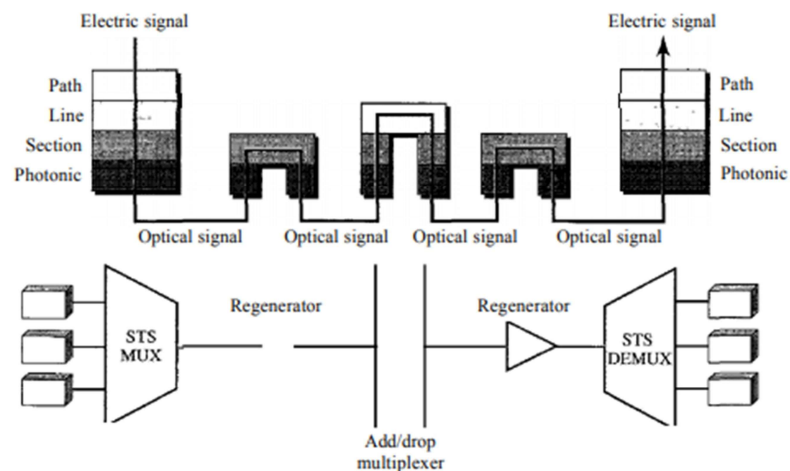 Electric signal
Electric signal
Path
Line
Section
Photonic
Path
Line
Section
Photonic
Optical signal
Optical signal
Optical signal
Optical signal
Regenerator
Regenerator
STS
MUX
STS
DEMUX
Add/drop
multiplexer